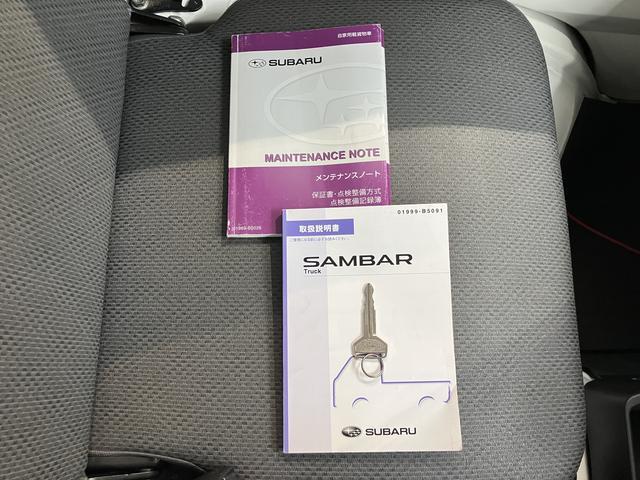 自家用軽貨物車
SUBARU
MAINTENANCE NOTE
メンテナンスノート
保証書・点検整備方式
点検整備記録簿
01999-B5091
取扱説明書
SAMBAR
Truck
SUBARU